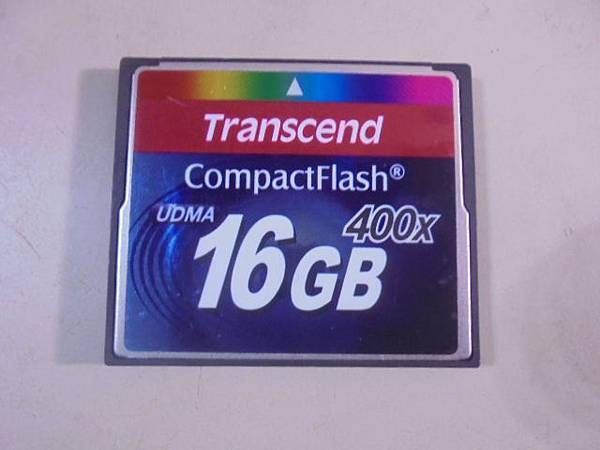 Transcend
CompactFlash®
UDMA
400x
16GB